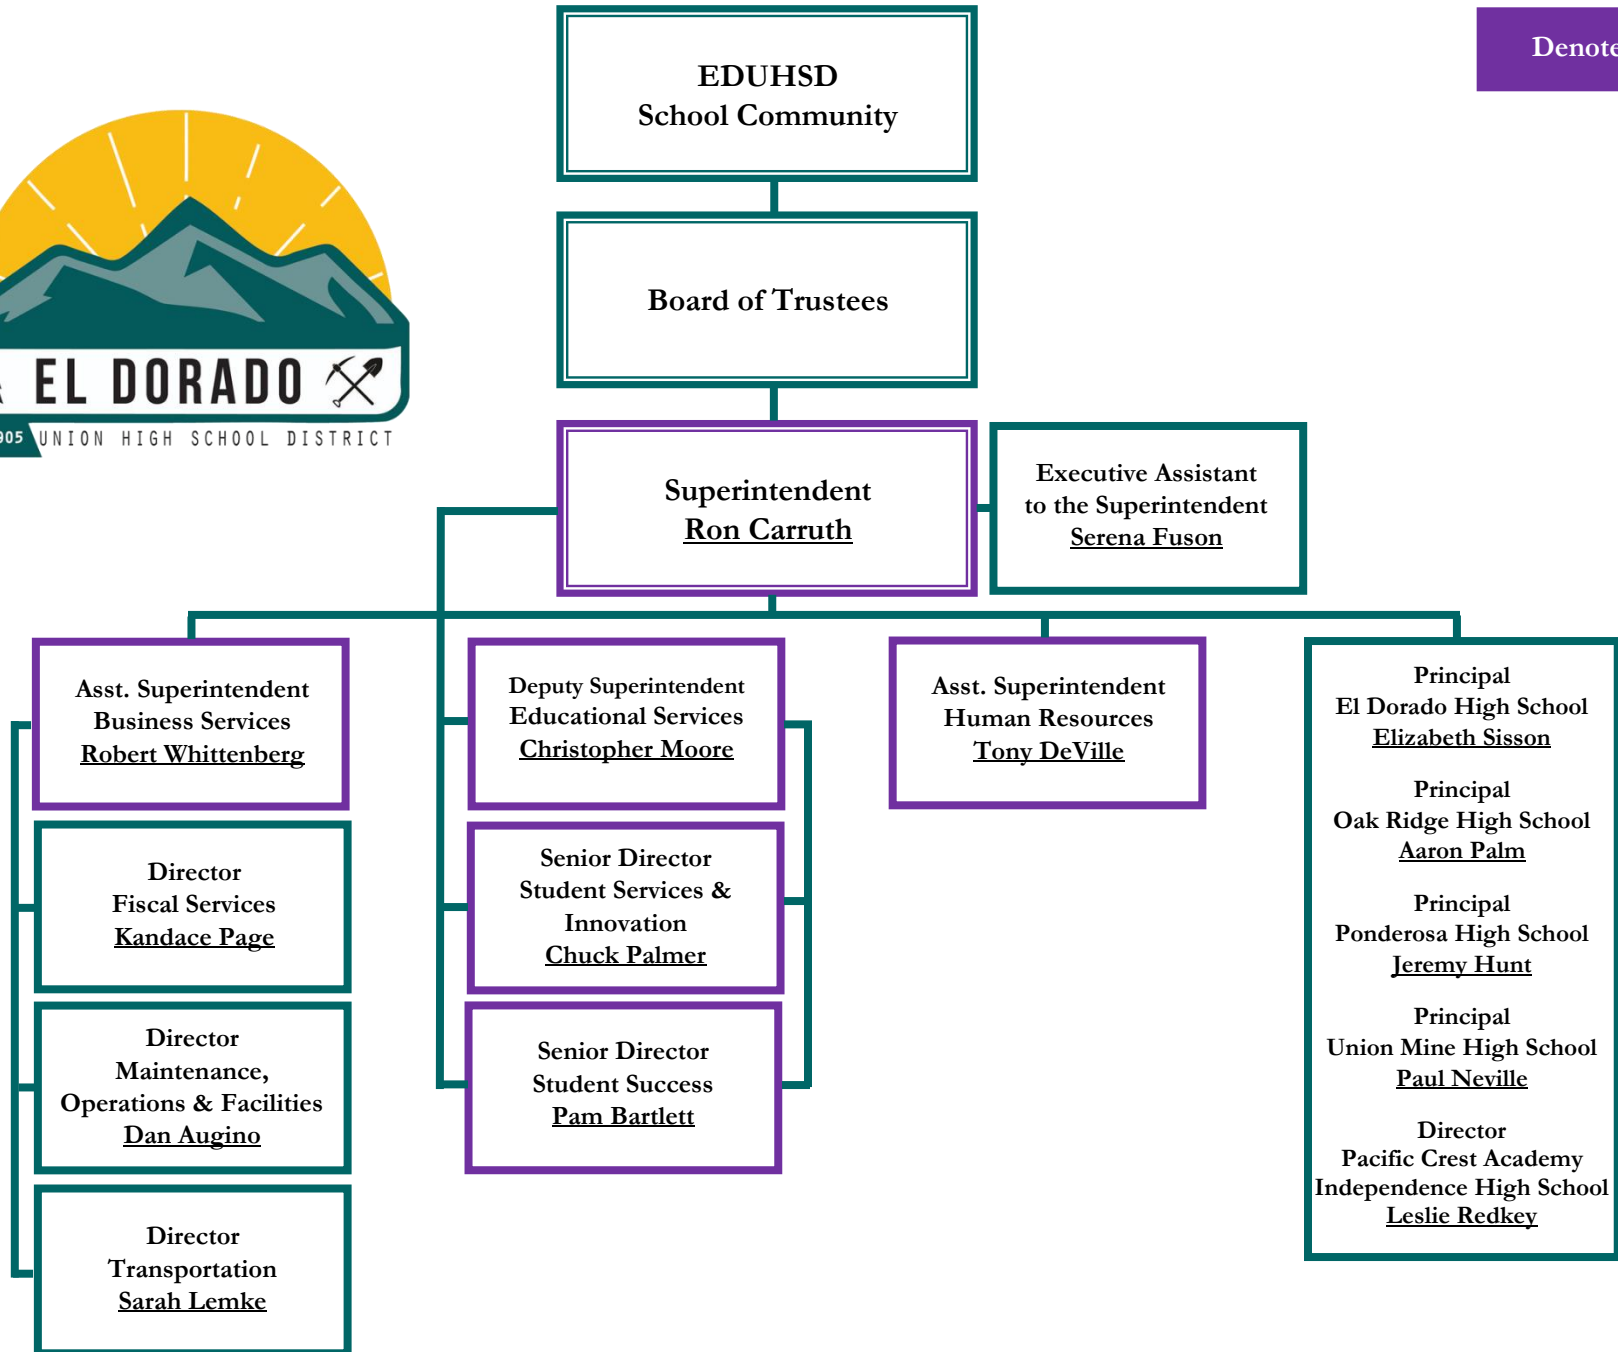 EDUHSD
School Community
Denote
Board of Trustees
EL DORADO
905 UNION HIGH SCHOOL DISTRICT
Superintendent
Ron Carruth
Executive Assistant
to the Superintendent
Serena Fuson
Asst. Superintendent
Business Services
Robert Whittenberg
Director
Fiscal Services
Kandace Page
Director
Maintenance,
Operations & Facilities
Dan Augino
Director
Transportation
Sarah Lemke
Deputy Superintendent
Educational Services
Christopher Moore
Senior Director
Student Services &
Innovation
Chuck Palmer
Senior Director
Student Success
Pam Bartlett
Asst. Superintendent
Human Resources
Tony DeVille
Principal
El Dorado High School
Elizabeth Sisson
Principal
Oak Ridge High School
Aaron Palm
Principal
Ponderosa High School
Jeremy Hunt
Principal
Union Mine High School
Paul Neville
Director
Pacific Crest Academy
Independence High School
Leslie Redkey